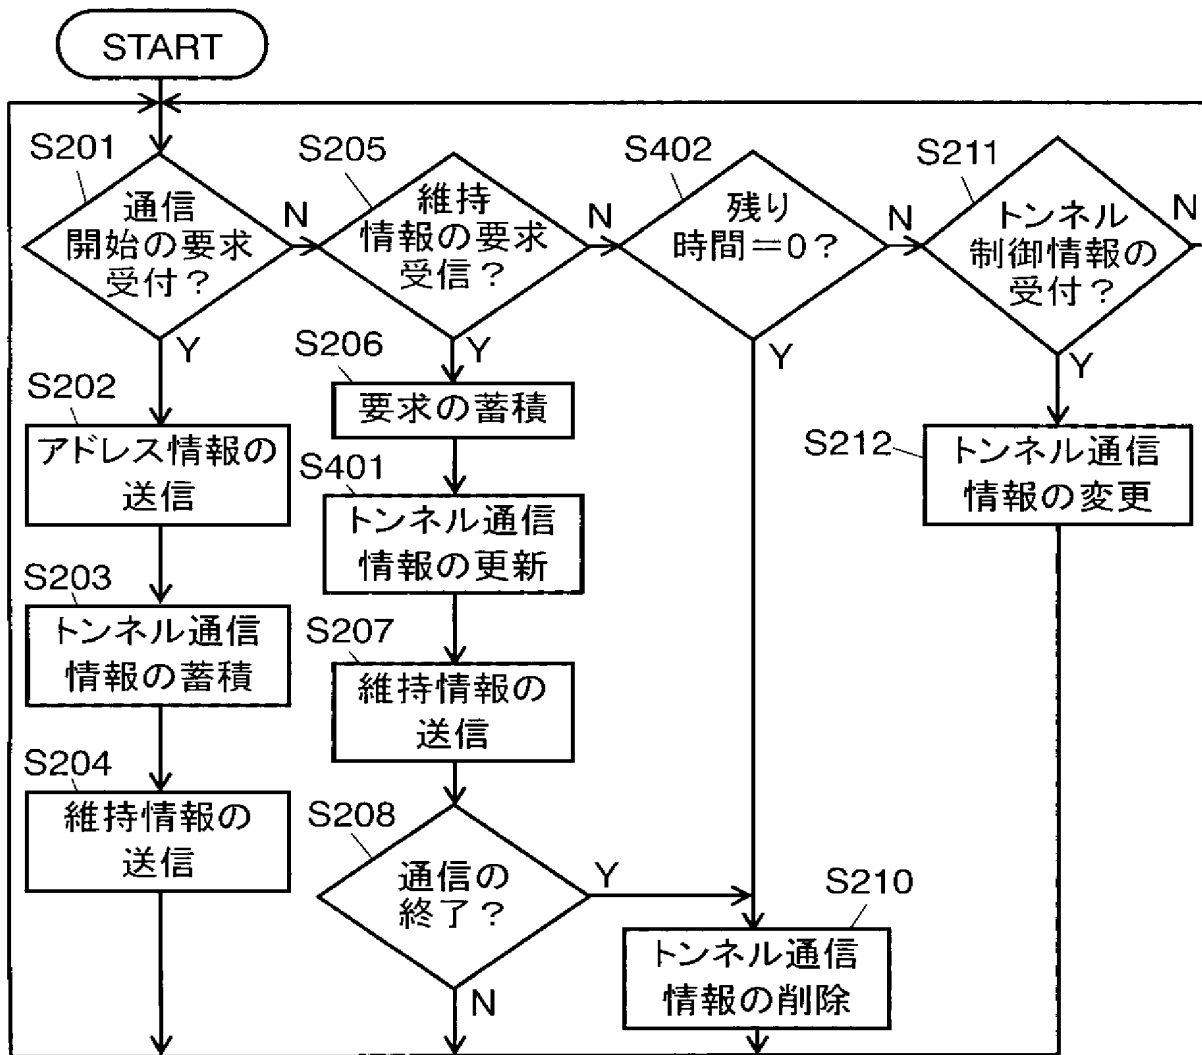 START
S201
通信
開始の要求
受付？
N
Y
S205
維持
情報の要求
受信？
N
Y
S402
残り
時間＝0？
N
Y
S211
トンネル
制御情報の
受付？
N
Y
S202
アドレス情報の
送信
S203
トンネル通信
情報の蓄積
S204
維持情報の
送信
S206
要求の蓄積
S401
トンネル通信
情報の更新
S207
維持情報の
送信
S208
通信の
終了？
Y
N
S210
トンネル通信
情報の削除
S212
トンネル通信
情報の変更